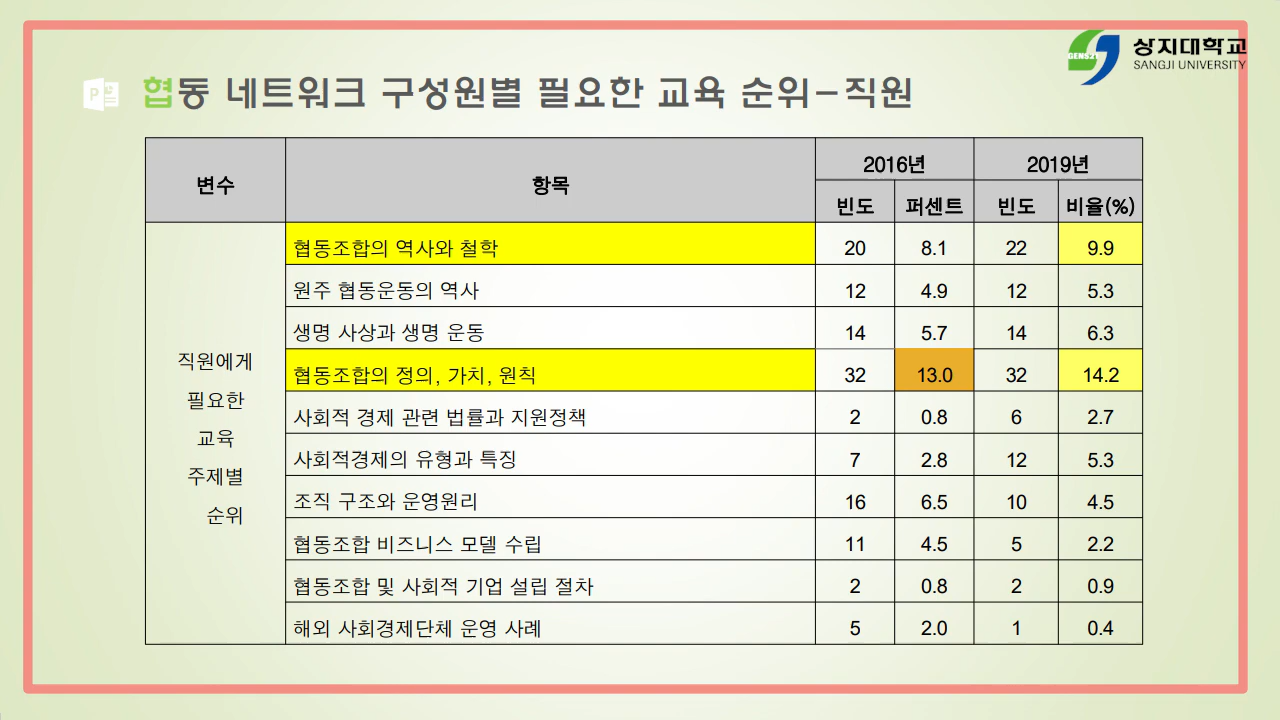 상지대학교
SANGJI UNIVERSITY
협동 네트워크 구성원별 필요한 교육 순위-직원
변수 항목 2016년 2019년
빈도 퍼센트 빈도 비율(%)
직원에게
필요한
교육
주제별
순위
협동조합의 역사와 철학 20 8.1 22 9.9
원주 협동운동의 역사 12 4.9 12 5.3
생명 사상과 생명 운동 14 5.7 14 6.3
협동조합의 정의, 가치, 원칙 32 13.0 32 14.2
사회적 경제 관련 법률과 지원정책 2 0.8 6 2.7
사회적경제의 유형과 특징 7 2.8 12 5.3
조직 구조와 운영원리 16 6.5 10 4.5
협동조합 비즈니스 모델 수립 11 4.5 5 2.2
협동조합 및 사회적 기업 설립 절차 2 0.8 2 0.9
해외 사회경제단체 운영 사례 5 2.0 1 0.4